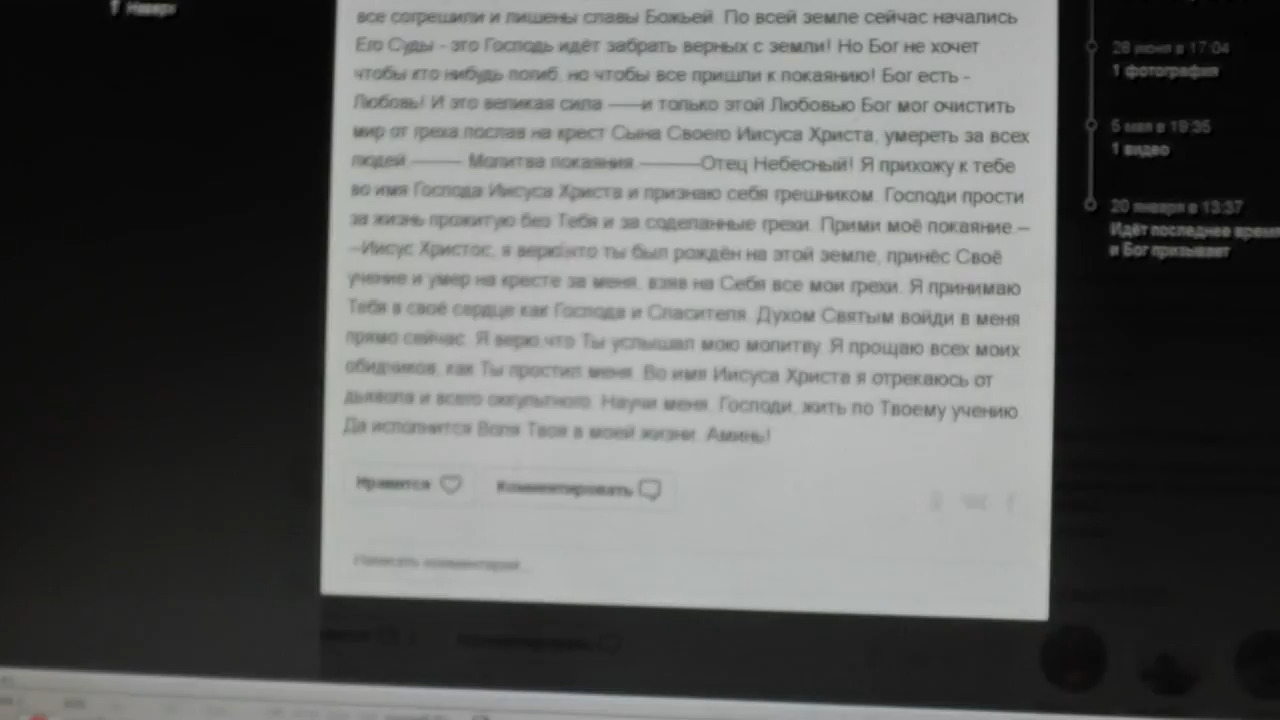 Наверх
все согрешили и лишены славы Божьей. По всей земле сейчас начались
Его Суды - это Господь идёт забрать верных с земли! Но Бог не хочет
чтобы кто нибудь погиб, но чтобы все пришли к покаянию! Бог есть -
Любовь! И это великая сила ——и только этой Любовью Бог мог очистить
мир от греха послав на крест Сына Своего Иисуса Христа, умереть за всех
людей.——— Молитва покаяния.————Отец Небесный! Я прихожу к тебе
во имя Господа Иисуса Христа и признаю себя грешником. Господи прости
за жизнь прожитую без Тебя и за соделанные грехи. Прими моё покаяние.–
–Иисус Христос, я верю,что ты был рождён на этой земле, принёс Своё
учение и умер на кресте за меня, взяв на Себя все мои грехи. Я принимаю
Тебя в своё сердце как Господа и Спасителя. Духом Святым войди в меня
прямо сейчас. Я верю,что Ты услышал мою молитву. Я прощаю всех моих
обидчиков, как Ты простил меня. Во имя Иисуса Христа я отрекаюсь от
дьявола и всего оккультного. Научи меня, Господи, жить по Твоему учению
Да исполнится Воля Твоя в моей жизни. Аминь!
Нравится
Комментировать
Написать комментарий...
28 июня в 17:04
1 фотография
5 мая в 19:35
1 видео
20 января в 13:37
Идёт последнее время
и Бог призывает